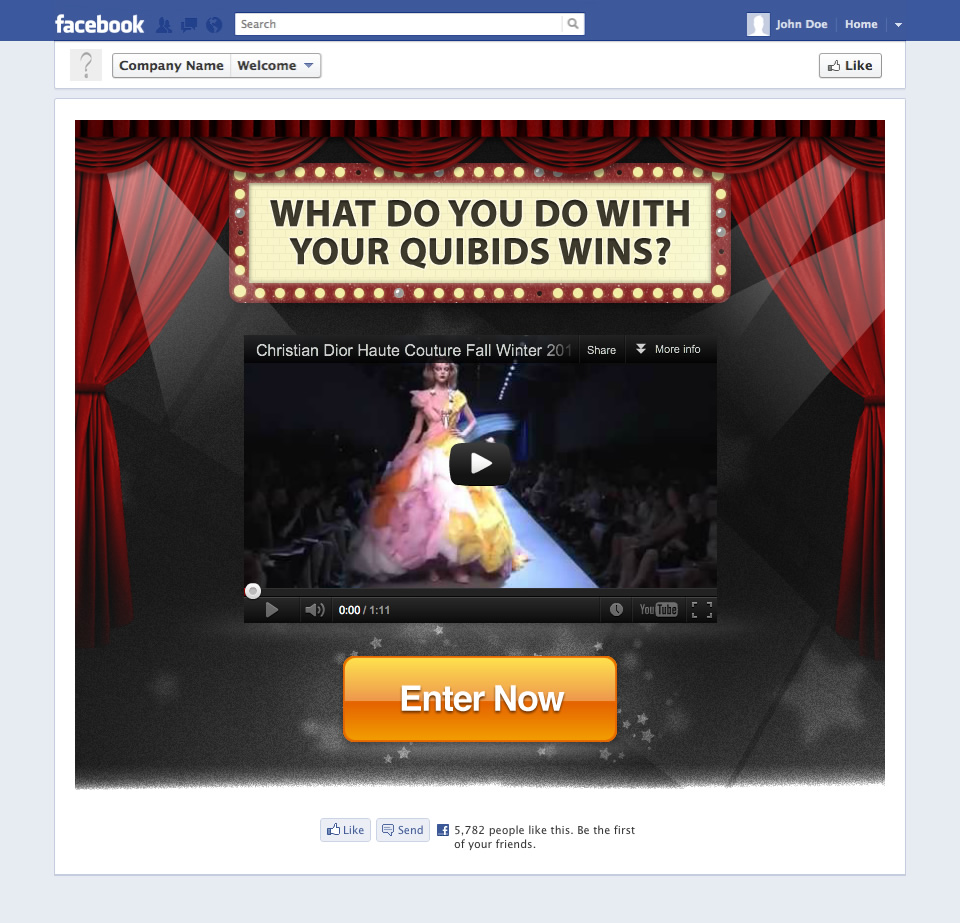 facebook
Search
John Doe
Home
Company Name
Welcome
Like
WHAT DO YOU DO WITH
YOUR QUIBIDS WINS?
Christian Dior Haute Couture Fall Winter 201
Share
More info
0:00 / 1:11
YouTube
Enter Now
Like
Send
5,782 people like this. Be the first
of your friends.